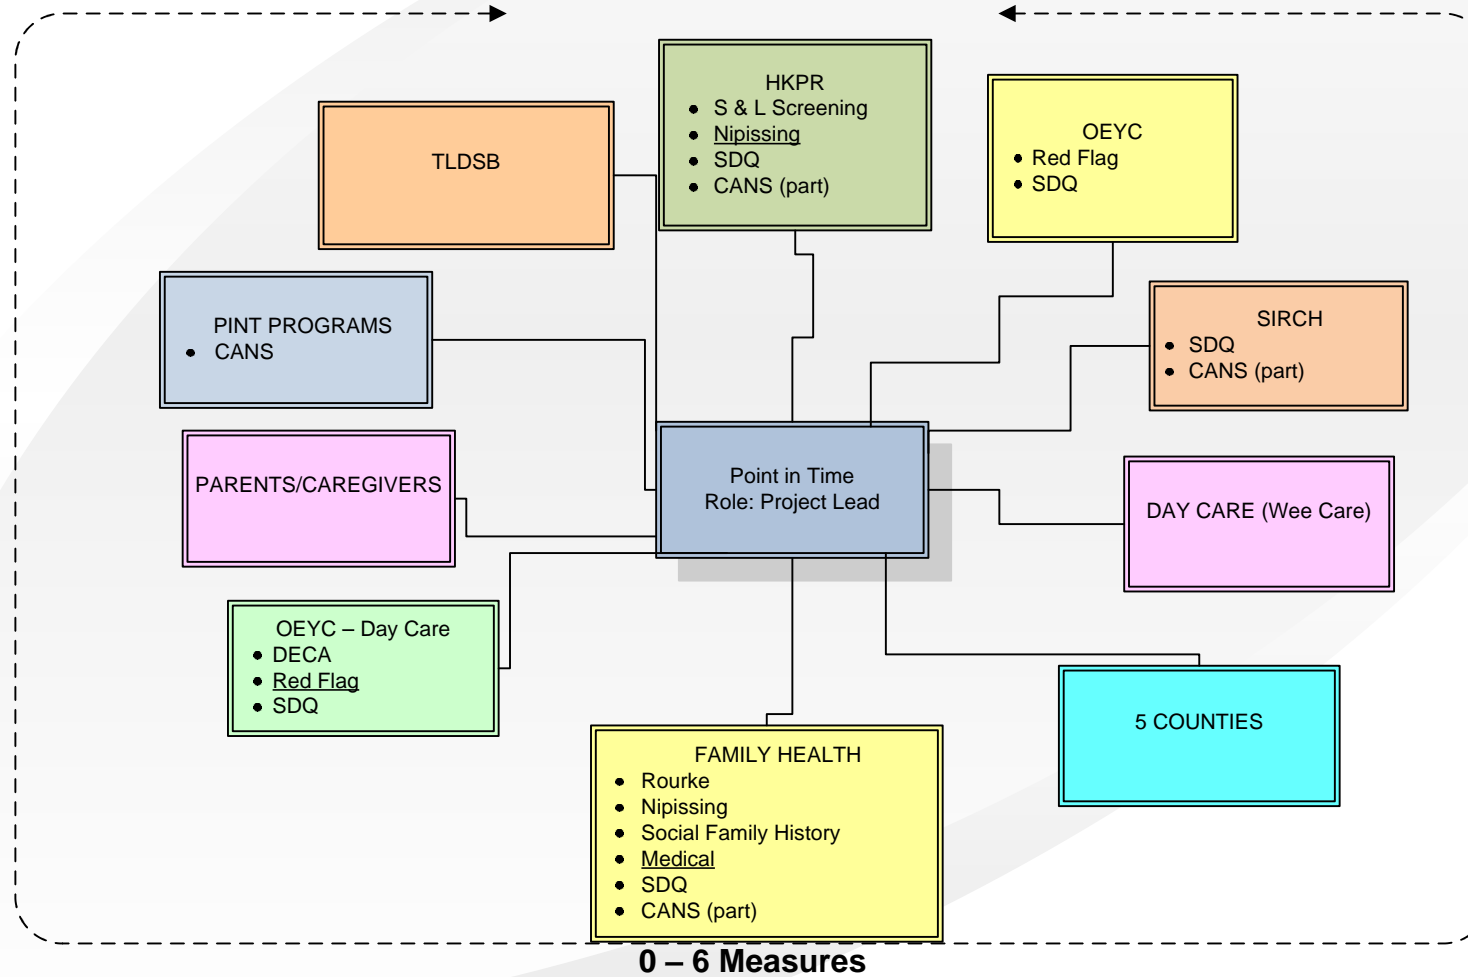 HKPR
• S & L Screening
• Nipissing
• SDQ
• CANS (part)
OEYC
• Red Flag
• SDQ
TLDSB
SIRCH
• SDQ
• CANS (part)
PINT PROGRAMS
• CANS
Point in Time
Role: Project Lead
PARENTS/CAREGIVERS
DAY CARE (Wee Care)
OEYC – Day Care
• DECA
• Red Flag
• SDQ
5 COUNTIES
FAMILY HEALTH
• Rourke
• Nipissing
• Social Family History
• Medical
• SDQ
• CANS (part)
0 – 6 Measures